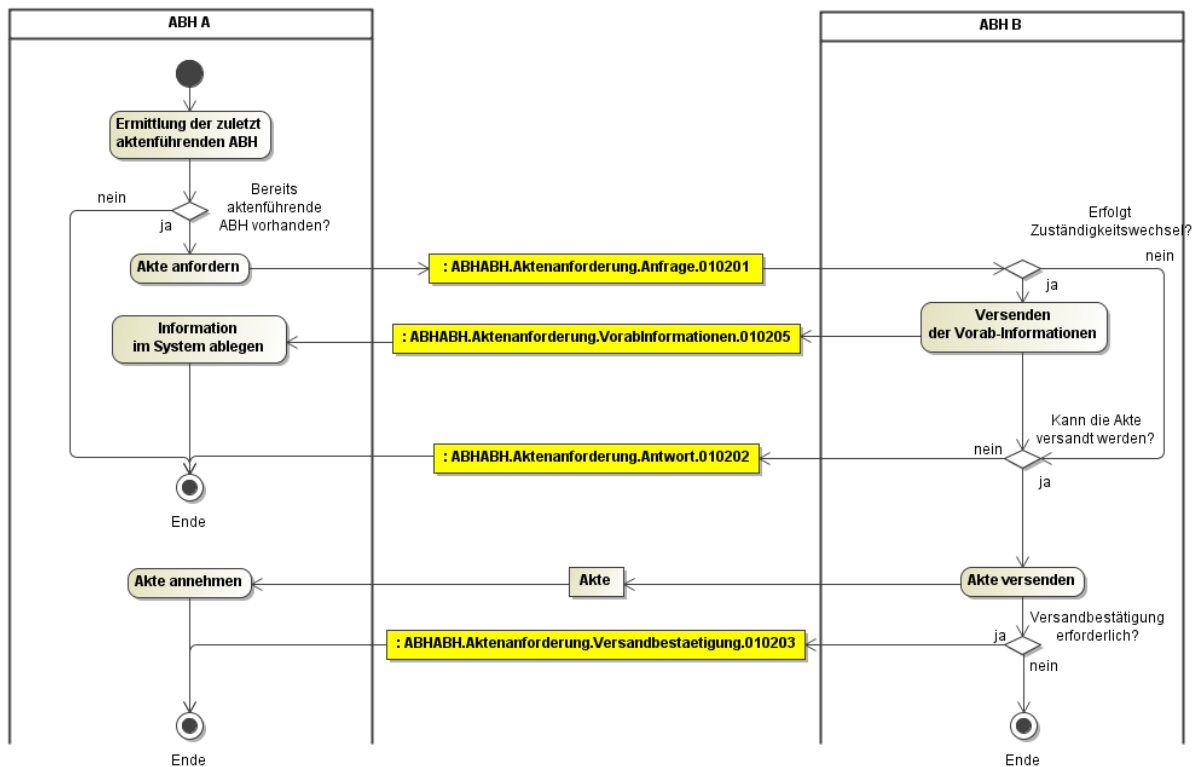 ABH A
ABH B
Ermittlung der zuletzt
aktenführenden ABH
nein
Bereits
aktenführende
ABH vorhanden?
ja
Erfolgt
Zuständigkeitswechsel?
Akte anfordern
: ABHABH.Aktenanforderung.Anfrage.010201
nein
ja
Information
im System ablegen
: ABHABH.Aktenanforderung.VorabInformationen.010205
Versenden
der Vorab-Informationen
Kann die Akte
versandt werden?
: ABHABH.Aktenanforderung.Antwort.010202
nein
ja
Ende
Akte annehmen
Akte
Akte versenden
Versandbestätigung
erforderlich?
: ABHABH.Aktenanforderung.Versandbestaetigung.010203
ja
nein
Ende
Ende